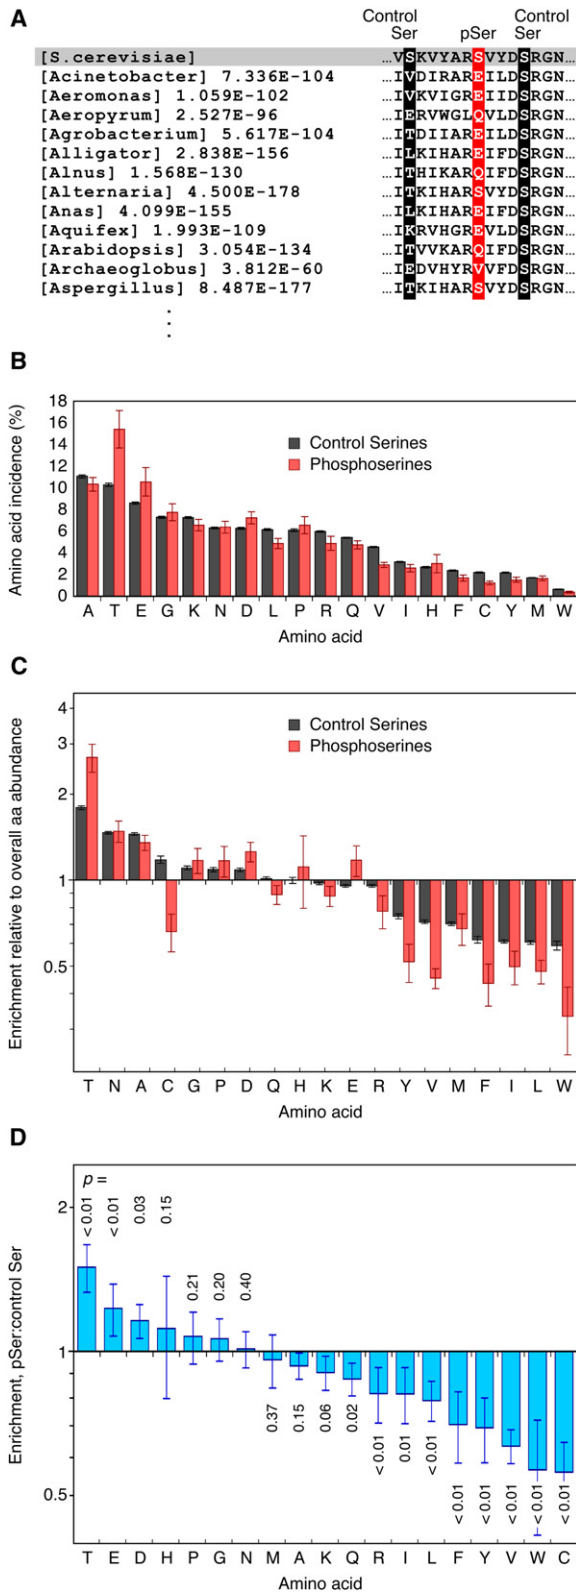 A
Control Ser pSer Control Ser
[S.cerevisiae] …VSKVYARSVYDSRGN…
[Acinetobacter] 7.336E-104 …IVDIRAREILDSRGN…
[Aeromonas] 1.059E-102 …IVKVIGREIIDSRGN…
[Aeropyrum] 2.527E-96 …IERVWGLQVLDSRGN…
[Agrobacterium] 5.617E-104 …ITDIIAREILDSRGN…
[Alligator] 2.838E-156 …ILKIHAREIFDSRGN…
[Alnus] 1.568E-130 …ITHIKARQIFDSRGN…
[Alternaria] 4.500E-178 …ITKIHARSVYDSRGN…
[Anas] 4.099E-155 …ILKIHAREIFDSRGN…
[Aquifex] 1.993E-109 …IKRVHGREVLDSRGN…
[Arabidopsis] 3.054E-134 …ITVVKARQIFDSRGN…
[Archaeoglobus] 3.812E-60 …IEDVHYRVVFDSRGN…
[Aspergillus] 8.487E-177 …ITKIHARSVYDSRGN…
B
Amino acid incidence (%)
18
16
14
12
10
8
6
4
2
0
Control Serines
Phosphoserines
A T E G K N D L P R Q V I H F C Y M W
Amino acid
C
Enrichment relative to overall aa abundance
4
3
2
1
0.5
Control Serines
Phosphoserines
T N A C G P D Q H K E R Y V M F I L W
Amino acid
D
Enrichment, pSer:control Ser
2
1
0.5
p =
< 0.01 < 0.01 0.03 0.15 0.21 0.20 0.40 0.37 0.15 0.06 0.02 < 0.01 0.01 < 0.01 < 0.01 < 0.01 < 0.01 < 0.01 < 0.01
T E D H P G N M A K Q R I L F Y V W C
Amino acid